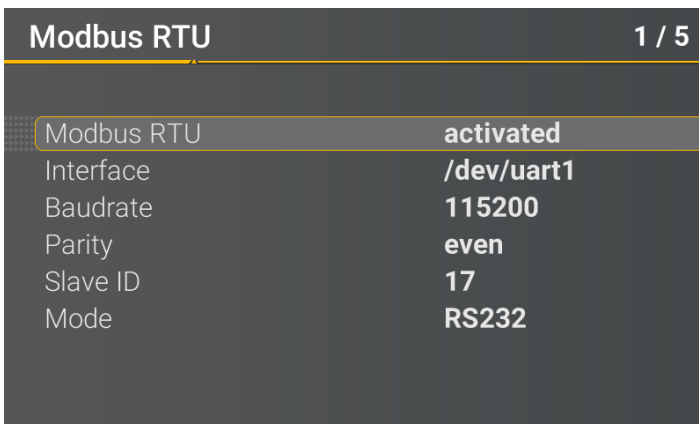 Modbus RTU 1 / 5
Modbus RTU activated
Interface /dev/uart1
Baudrate 115200
Parity even
Slave ID 17
Mode RS232